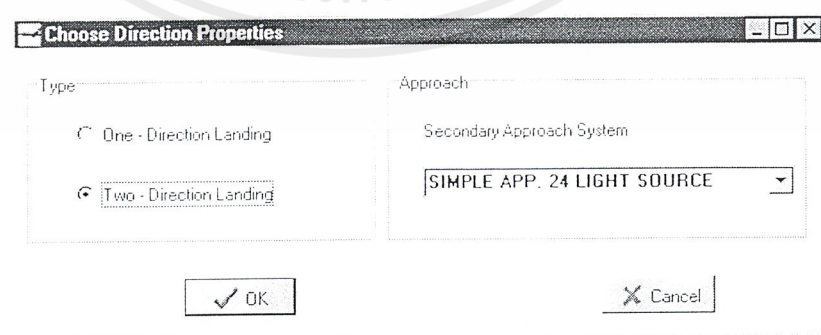 Choose Direction Properties
Type
One - Direction Landing
Two - Direction Landing
Approach
Secondary Approach System
SIMPLE APP. 24 LIGHT SOURCE
OK
Cancel